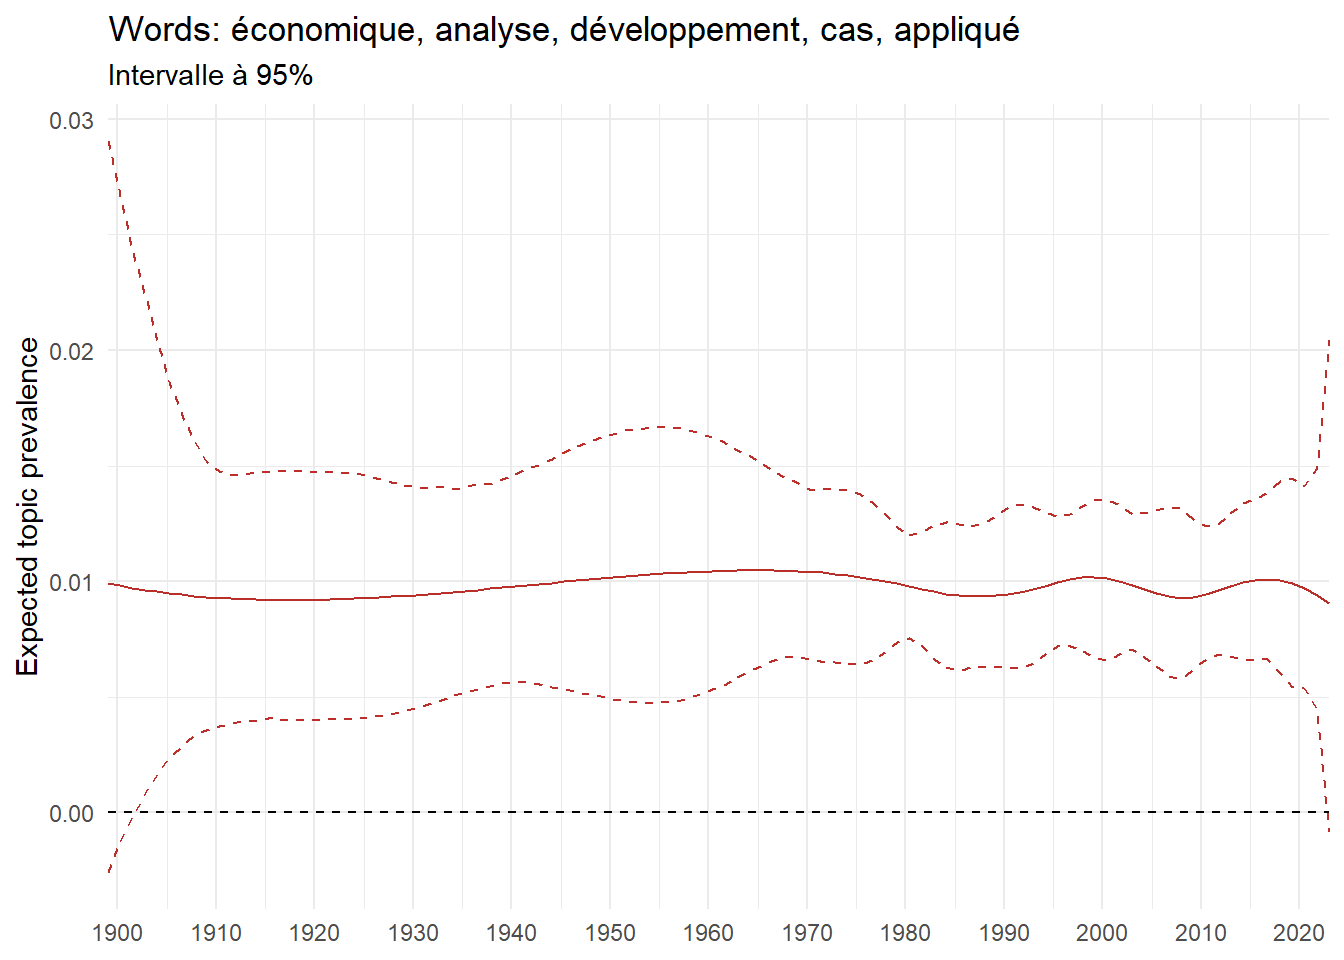 Words: économique, analyse, développement, cas, appliqué
Intervalle à 95%
Expected topic prevalence
0.03
0.02
0.01
0.00
1900 1910 1920 1930 1940 1950 1960 1970 1980 1990 2000 2010 2020